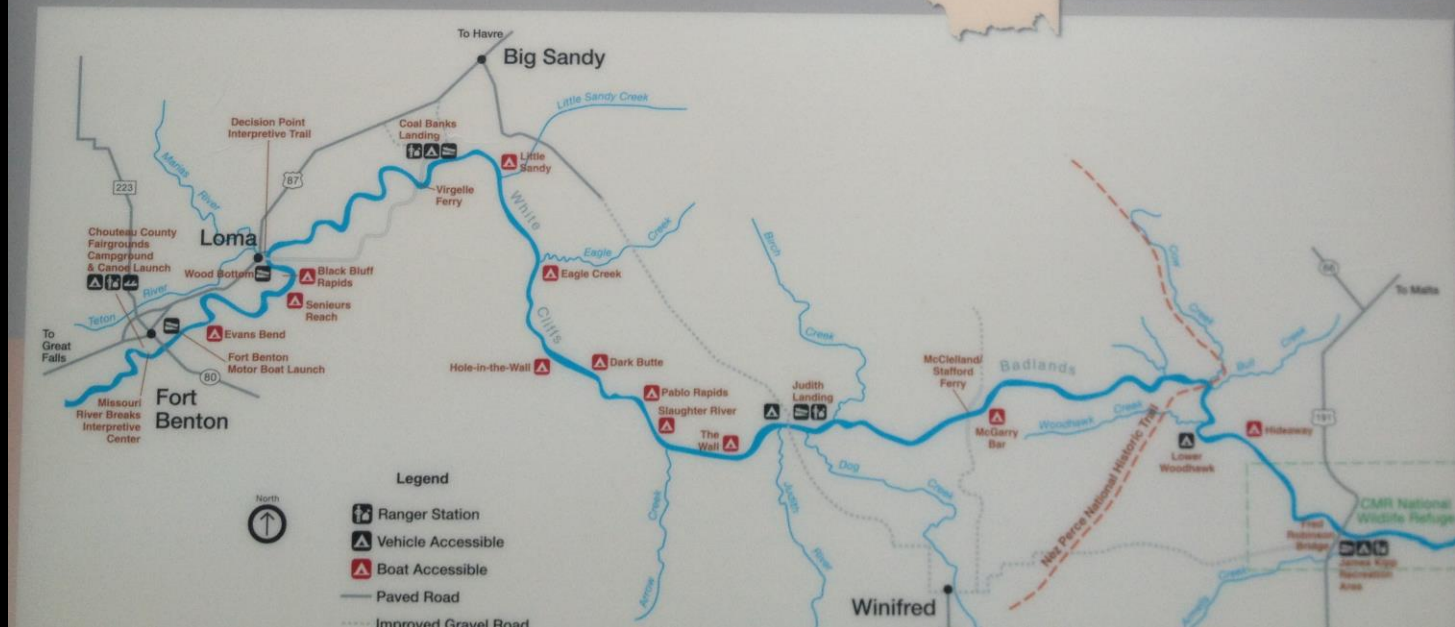 To Havre
Big Sandy
Little Sandy Creek
Decision Point
Interpretive Trail
Coal Banks
Landing
Marias
River
87
Little
Sandy
223
Virgelle
Ferry
White
Chouteau County
Fairgrounds
Campground
& Canoe Launch
Loma
Wood Bottom
Black Bluff
Rapids
Eagle
Creek
Eagle Creek
Birch
Creek
Cow
Creek
86
To Malta
Teton
River
Senieurs
Reach
Evans Bend
Cliffs
To
Great
Falls
Fort Benton
Motor Boat Launch
80
Hole-in-the-Wall
Dark Butte
McClelland/
Stafford
Ferry
Badlands
Bull
Creek
Missouri
River Breaks
Interpretive
Center
Fort
Benton
Pablo Rapids
Slaughter River
The
Wall
Judith
Landing
Woodhawk
Creek
McGarry
Bar
Nez Perce National Historic Trail
Lower
Woodhawk
Hideaway
191
Dog
Creek
Judith
River
Arrow
Creek
CMR National
Wildlife Refuge
Fred
Robinson
Bridge
James Kipp
Recreation
Area
Creek
Winifred
North
Legend
Ranger Station
Vehicle Accessible
Boat Accessible
Paved Road
Improved Gravel Road